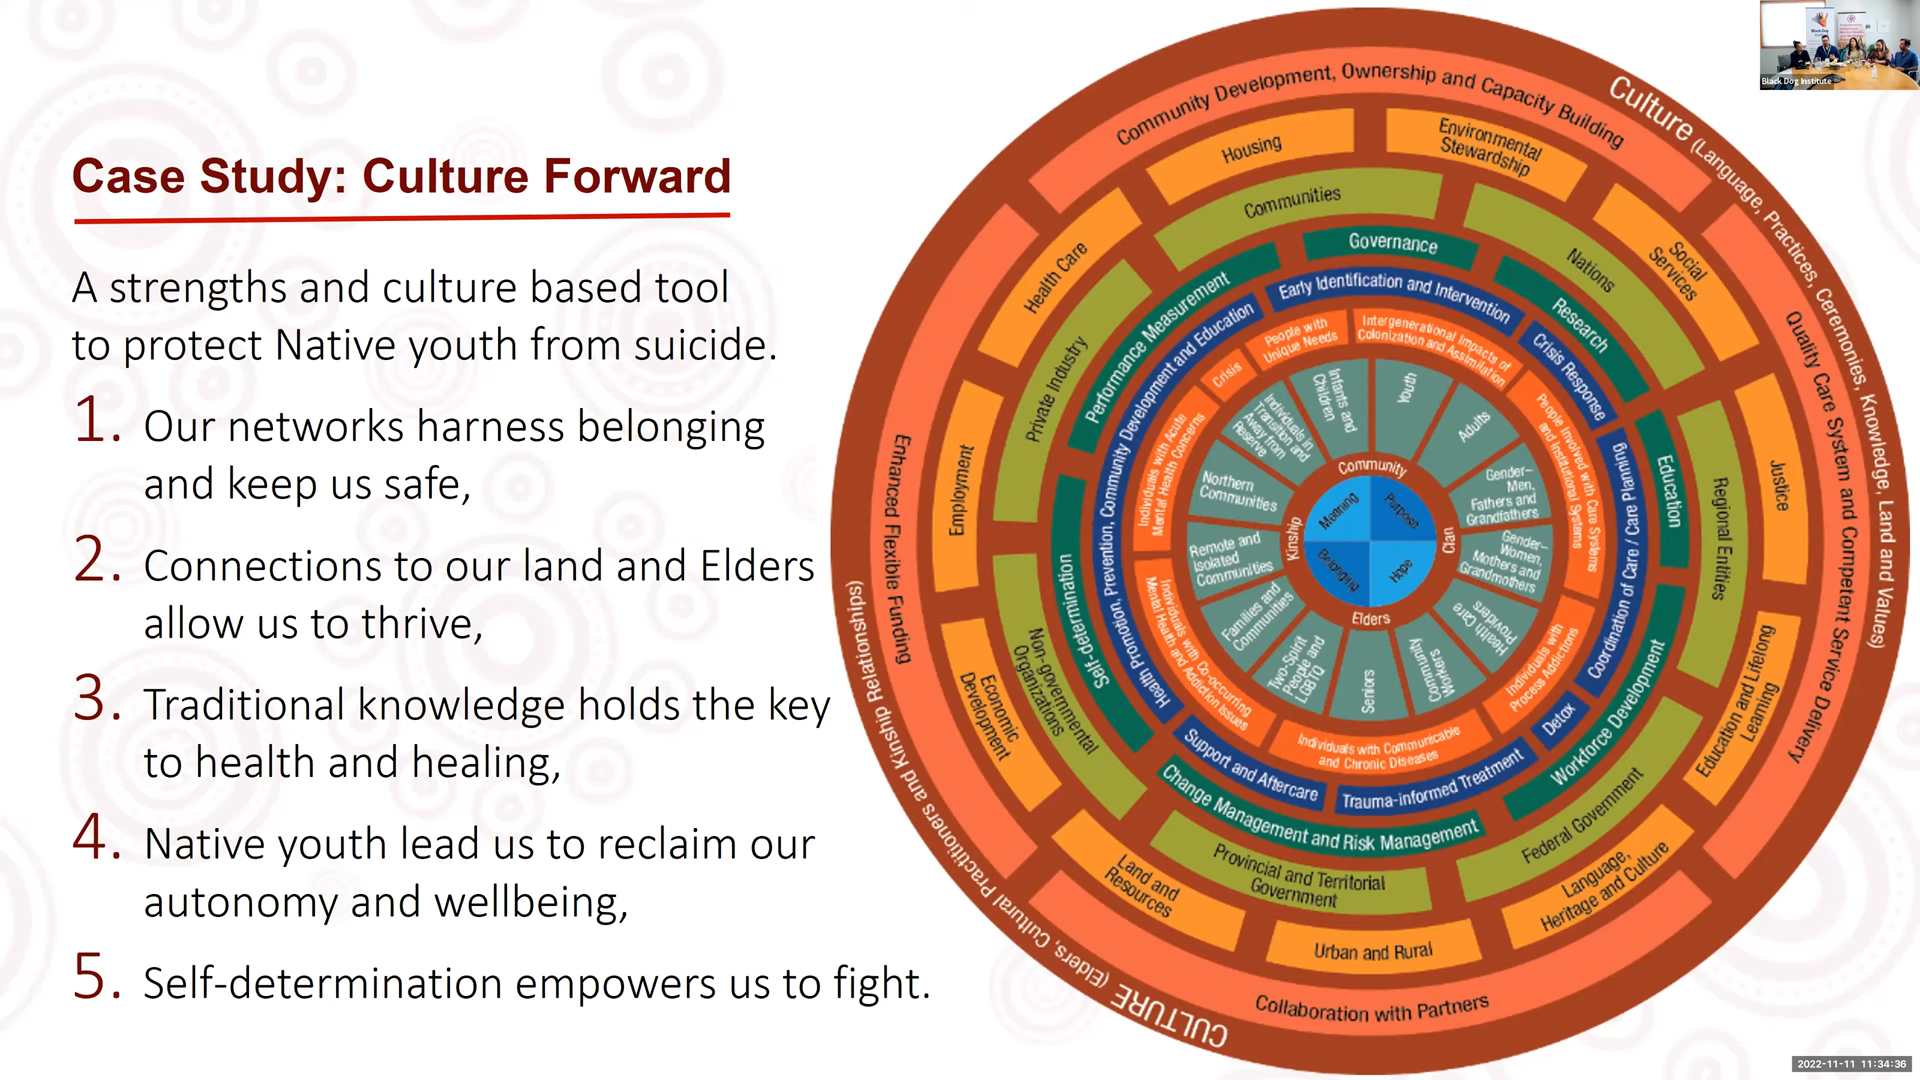 Case Study: Culture Forward
A strengths and culture based tool
to protect Native youth from suicide.
1. Our networks harness belonging
and keep us safe,
2. Connections to our land and Elders
allow us to thrive,
3. Traditional knowledge holds the key
to health and healing,
4. Native youth lead us to reclaim our
autonomy and wellbeing,
5. Self-determination empowers us to fight.
Culture (Language, Practices, Ceremonies, Knowledge, Land and Values)
CULTURE (Elders, Cultural Practitioners and Kinship Relationships)
Community Development, Ownership and Capacity Building
Quality Care System and Competent Service Delivery
Collaboration with Partners
Enhanced Flexible Funding
Housing
Environmental
Stewardship
Social
Services
Justice
Education and Lifelong
Learning
Language,
Heritage and Culture
Urban and Rural
Land and
Resources
Economic
Development
Employment
Health Care
Communities
Nations
Regional Entities
Federal Government
Provincial and Territorial
Government
Non-governmental
Organizations
Private Industry
Governance
Research
Education
Workforce Development
Change Management and Risk Management
Self-determination
Performance Measurement
Early Identification and Intervention
Crisis Response
Coordination of Care / Care Planning
Detox
Trauma-informed Treatment
Support and Aftercare
Health Promotion, Prevention, Community Development and Education
People with
Unique Needs
Intergenerational Impacts of
Colonization and Assimilation
People Involved with Care Systems
and Institutional Systems
Individuals with
Process Addictions
Individuals with Communicable
and Chronic Diseases
Individuals with Co-occurring
Mental Health and Addiction Issues
Individuals with Acute
Mental Health Concerns
Crisis
Infants and
Children
Youth
Adults
Gender–
Men,
Fathers and
Grandfathers
Gender–
Women,
Mothers and
Grandmothers
Health Care
Providers
Community
Workers
Seniors
Two-Spirit
People and
LGBTQ
Families and
Communities
Remote and
Isolated
Communities
Northern
Communities
Individuals in
Transition and
Away from
Reserve
Community
Clan
Elders
Kinship
Meaning
Purpose
Hope
Belonging
Black Dog
Black Dog Institute
2022-11-11 11:34:36